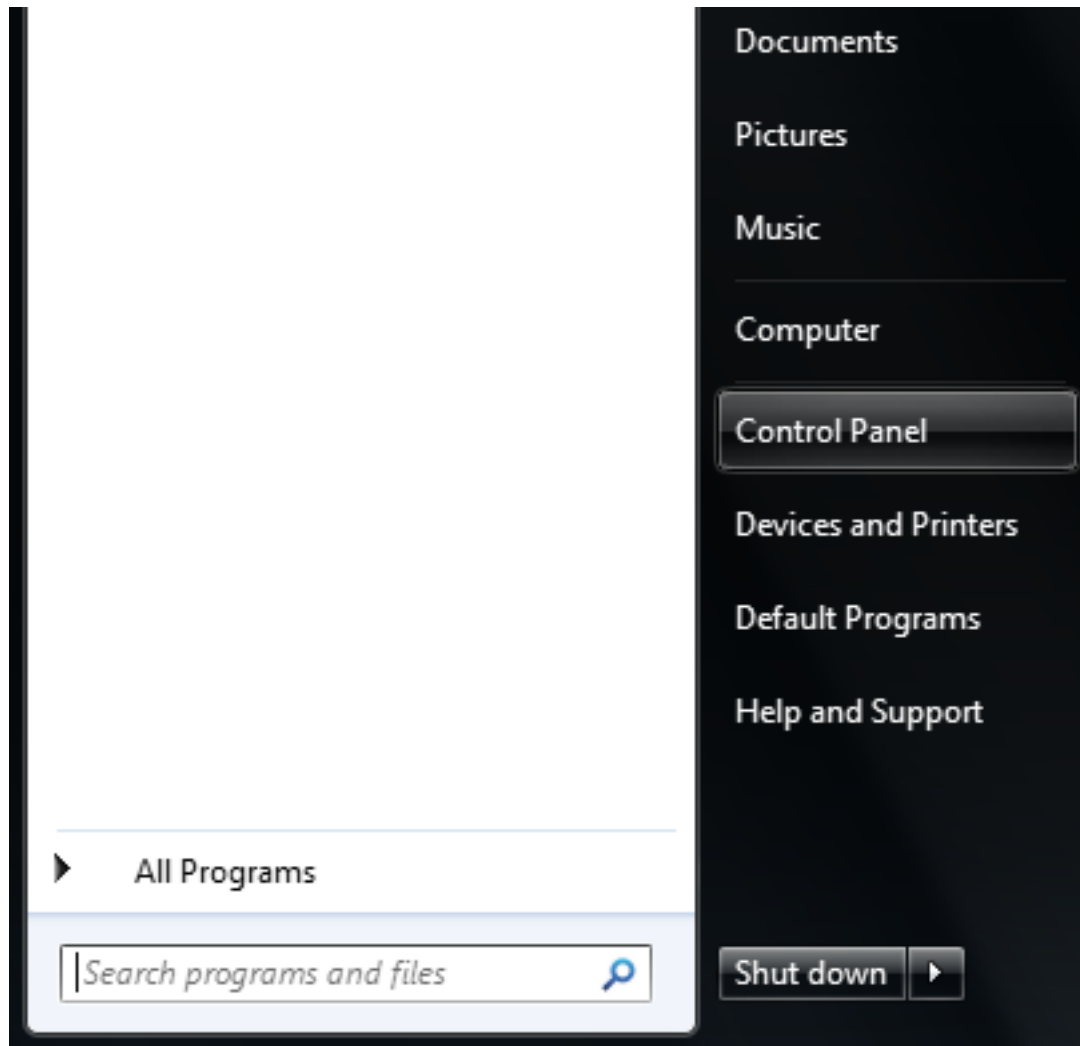 Documents
Pictures
Music
Computer
Control Panel
Devices and Printers
Default Programs
Help and Support
All Programs
Search programs and files
Shut down